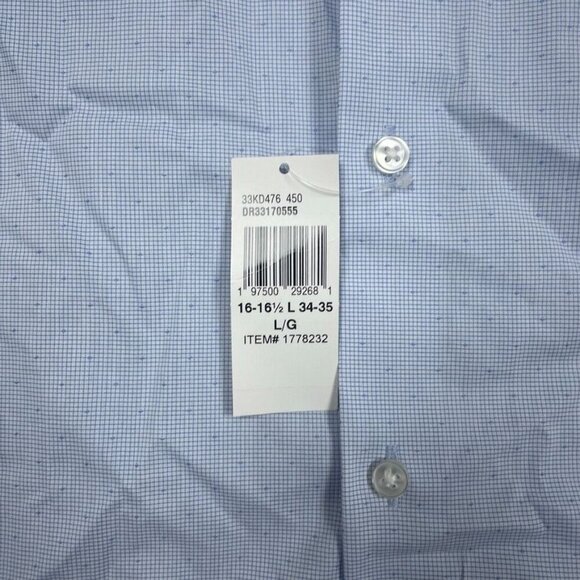 33KD476 450
DR33170555
1 97500 29268 1
16-16½ L 34-35
L/G
ITEM# 1778232